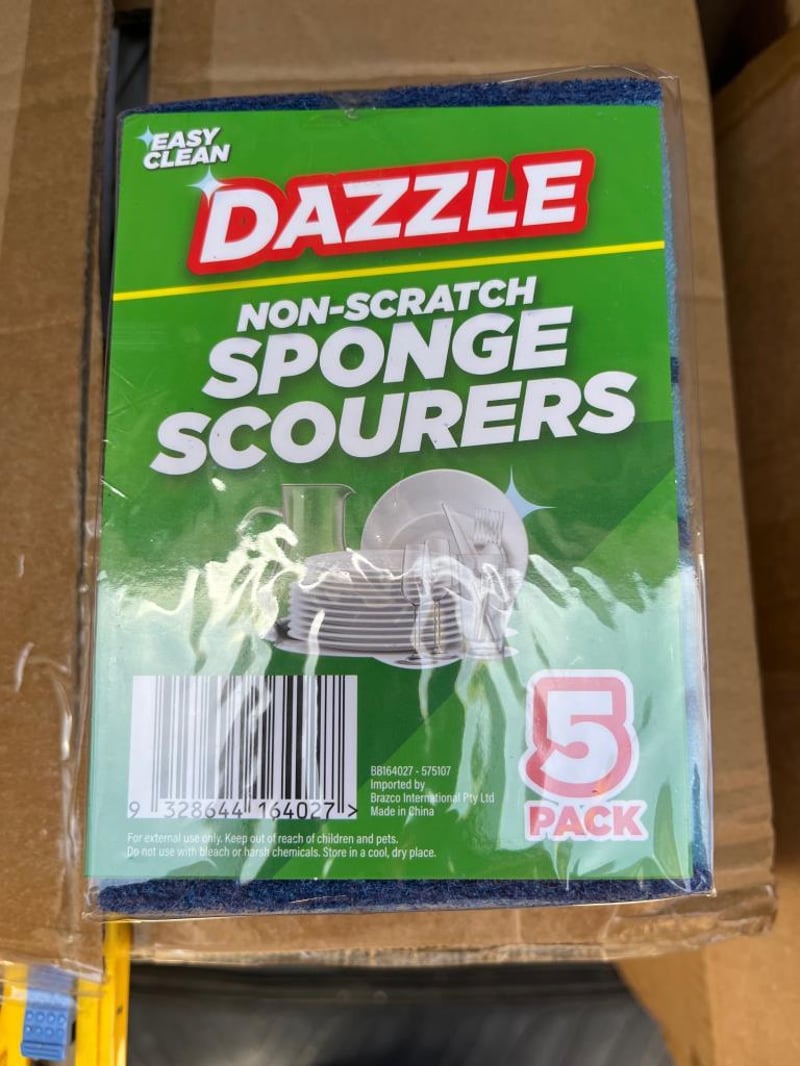 EASY
CLEAN
DAZZLE
NON-SCRATCH
SPONGE
SCOURERS
5
PACK
9 328644 164027 >
BB164027 - 575107
Imported by
Brazco International Pty Ltd
Made in China
For external use only. Keep out of reach of children and pets.
Do not use with bleach or harsh chemicals. Store in a cool, dry place.